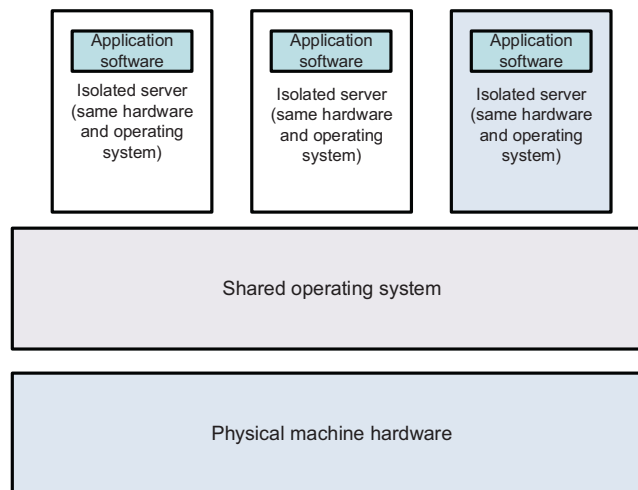 Application
software
Isolated server
(same hardware
and operating
system)
Application
software
Isolated server
(same hardware
and operating
system)
Application
software
Isolated server
(same hardware
and operating
system)
Shared operating system
Physical machine hardware